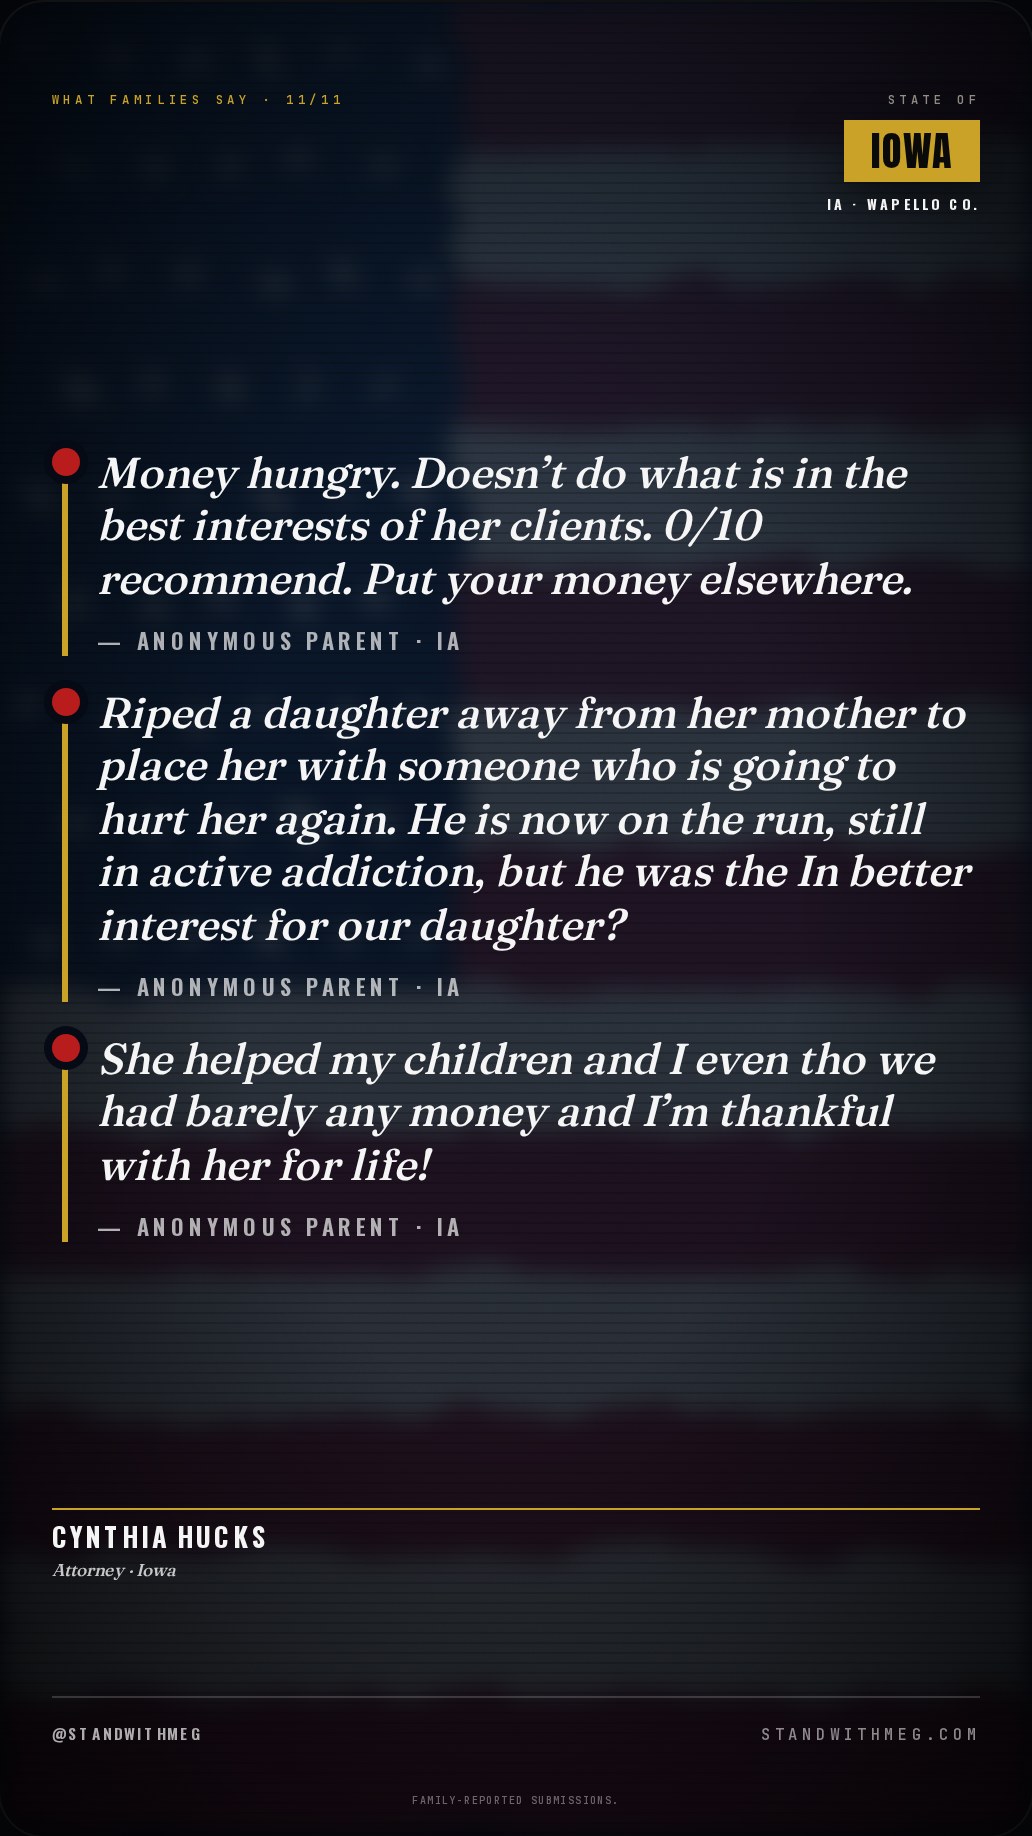 WHAT FAMILIES SAY · 11/11
STATE OF
IOWA
IA · WAPELLO CO.
Money hungry. Doesn’t do what is in the
best interests of her clients. 0/10
recommend. Put your money elsewhere.
— ANONYMOUS PARENT · IA
Riped a daughter away from her mother to
place her with someone who is going to
hurt her again. He is now on the run, still
in active addiction, but he was the In better
interest for our daughter?
— ANONYMOUS PARENT · IA
She helped my children and I even tho we
had barely any money and I’m thankful
with her for life!
— ANONYMOUS PARENT · IA
CYNTHIA HUCKS
Attorney · Iowa
@STANDWITHMEG
STANDWITHMEG.COM
FAMILY-REPORTED SUBMISSIONS.